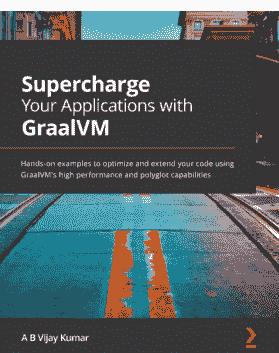 Supercharge
Your Applications with
GraalVM
Hands-on examples to optimize and extend your code using
GraalVM's high performance and polyglot capabilities
A B Vijay Kumar